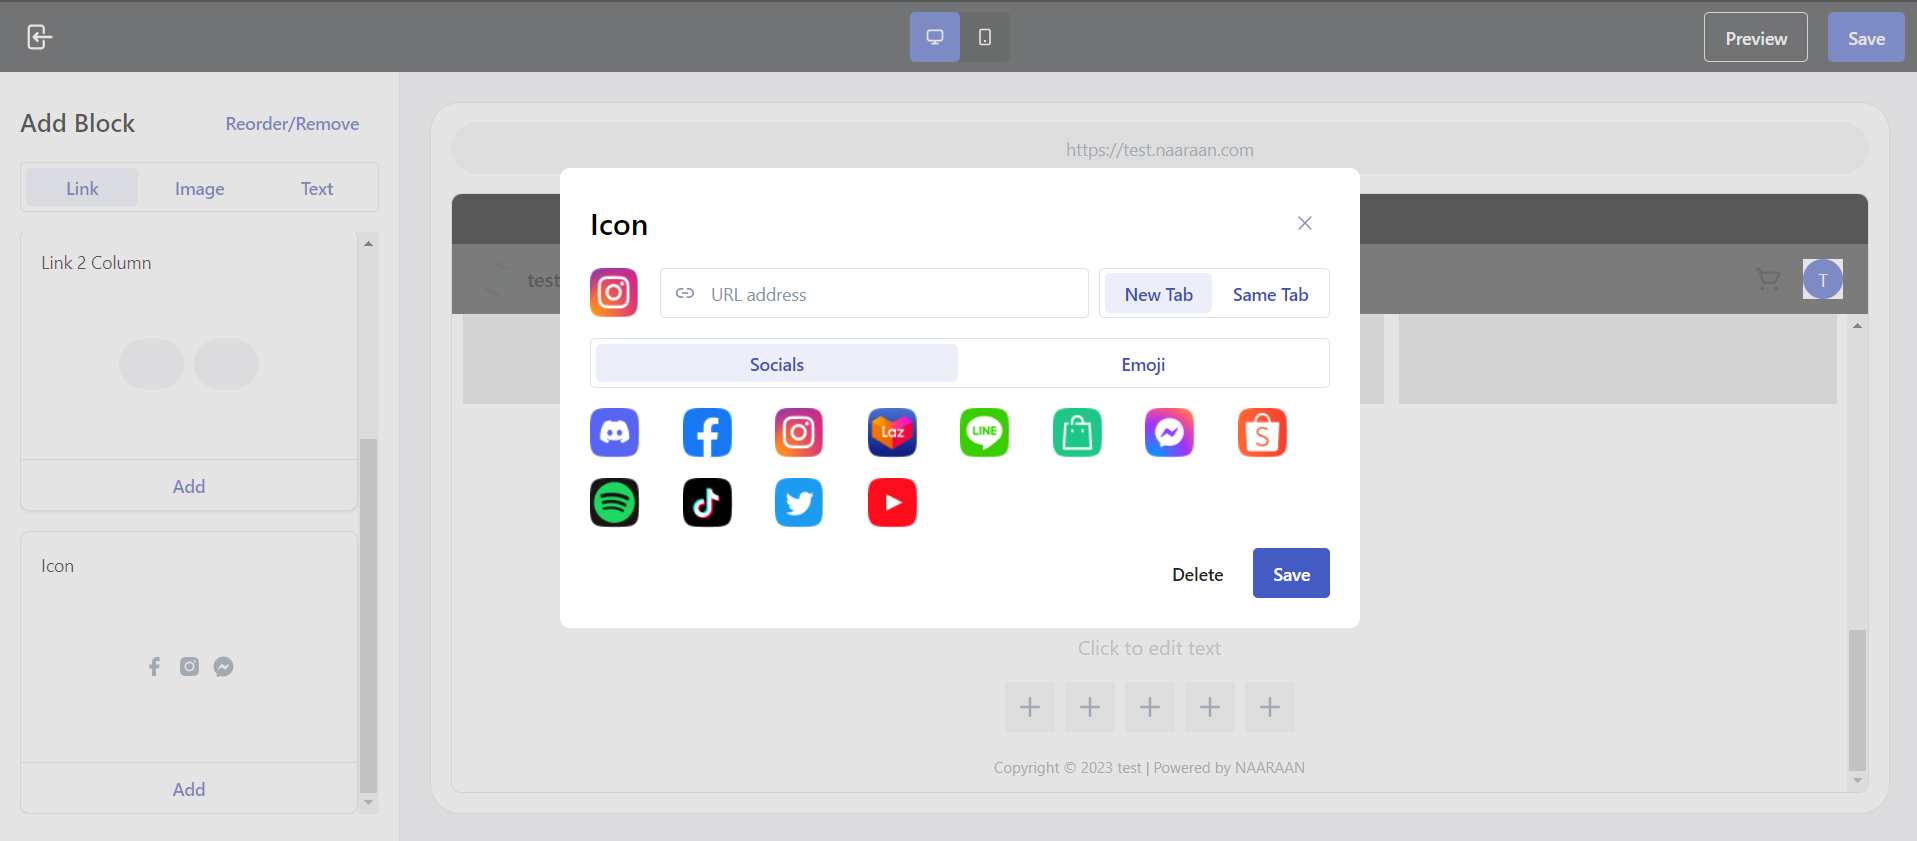 Preview
Save
Add Block
Reorder/Remove
Link
Image
Text
Link 2 Column
Add
Icon
Add
https://test.naaraan.com
test
T
Icon
URL address
New Tab
Same Tab
Socials
Emoji
Laz
LINE
S
Delete
Save
Click to edit text
Copyright © 2023 test | Powered by NAARAAN